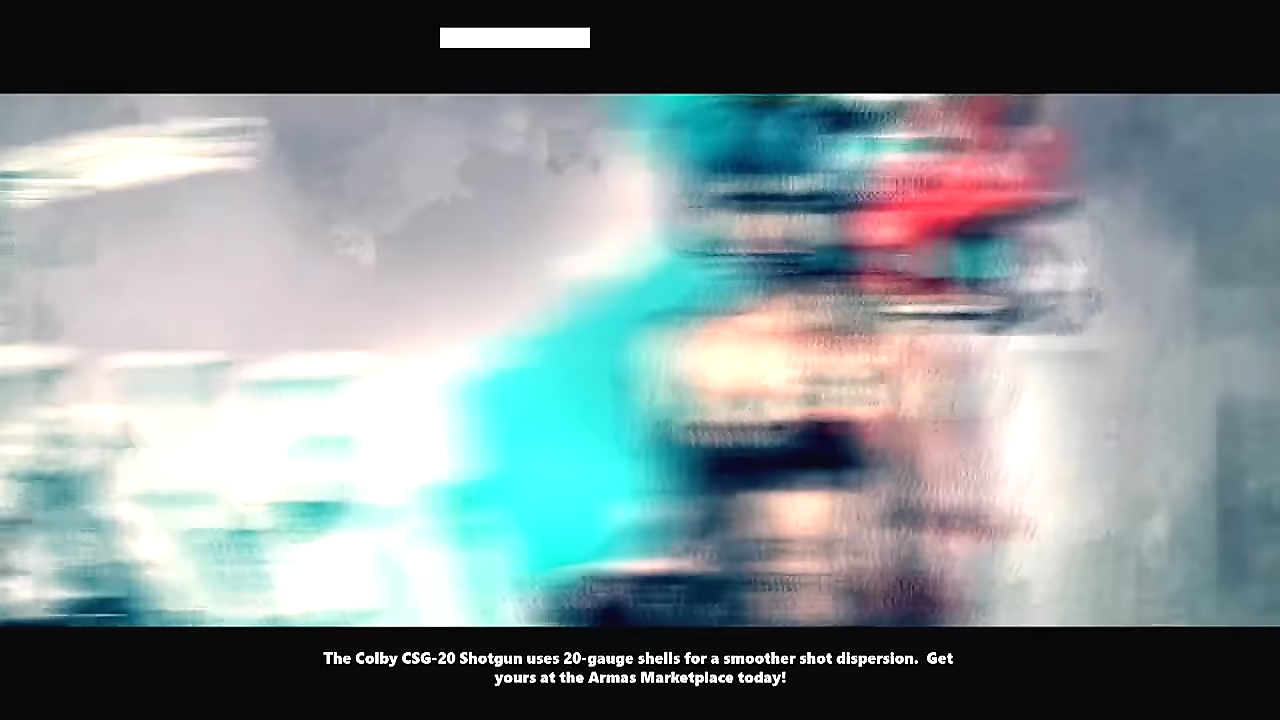 The Colby CSG-20 Shotgun uses 20-gauge shells for a smoother shot dispersion.  Get
yours at the Armas Marketplace today!